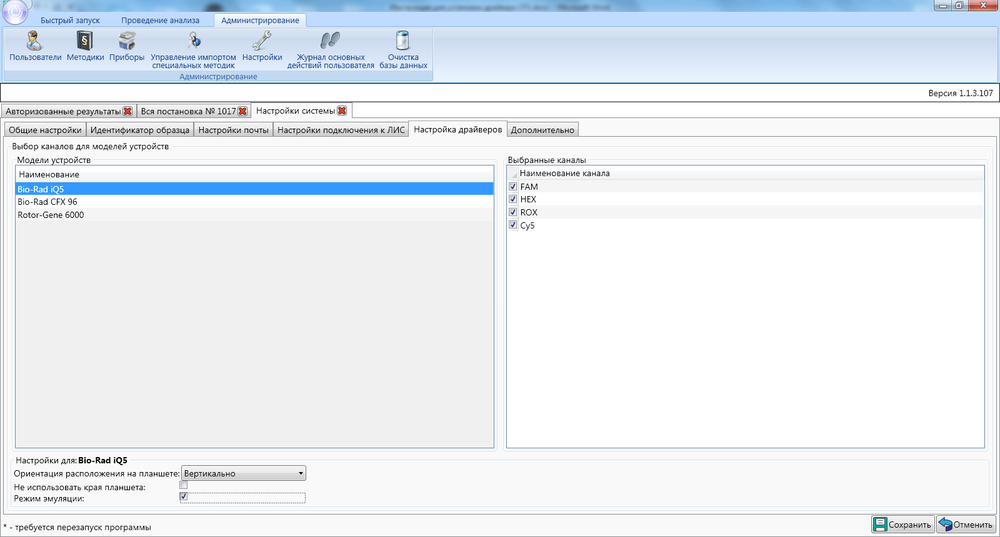 Быстрый запуск Проведение анализа Администрирование
Пользователи Методики Приборы Управление импортом специальных методик Настройки Журнал основных действий пользователя Очистка базы данных
Администрирование
Версия 1.1.3.107
Авторизованные результаты Вся постановка № 1017 Настройки системы
Общие настройки Идентификатор образца Настройки почты Настройки подключения к ЛИС Настройка драйверов Дополнительно
Выбор каналов для моделей устройств
Модели устройств
Наименование
Bio-Rad iQ5
Bio-Rad CFX 96
Rotor-Gene 6000
Выбранные каналы
Наименование канала
FAM
HEX
ROX
Cy5
Настройки для: Bio-Rad iQ5
Ориентация расположения на планшете: Вертикально
Не использовать края планшета:
Режим эмуляции:
* - требуется перезапуск программы
Сохранить Отменить